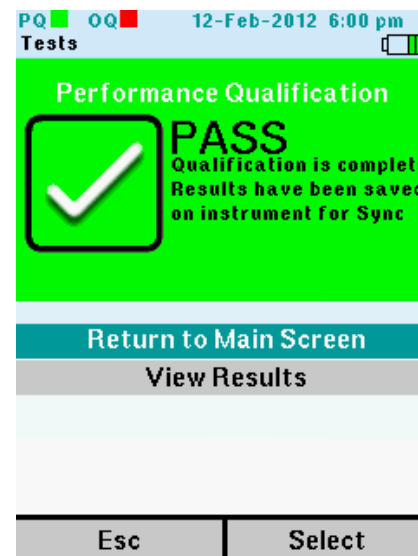 PQ OQ 12-Feb-2012 6:00 pm
Tests
Performance Qualification
PASS
Qualification is complet
Results have been saved
on instrument for Sync
Return to Main Screen
View Results
Esc Select